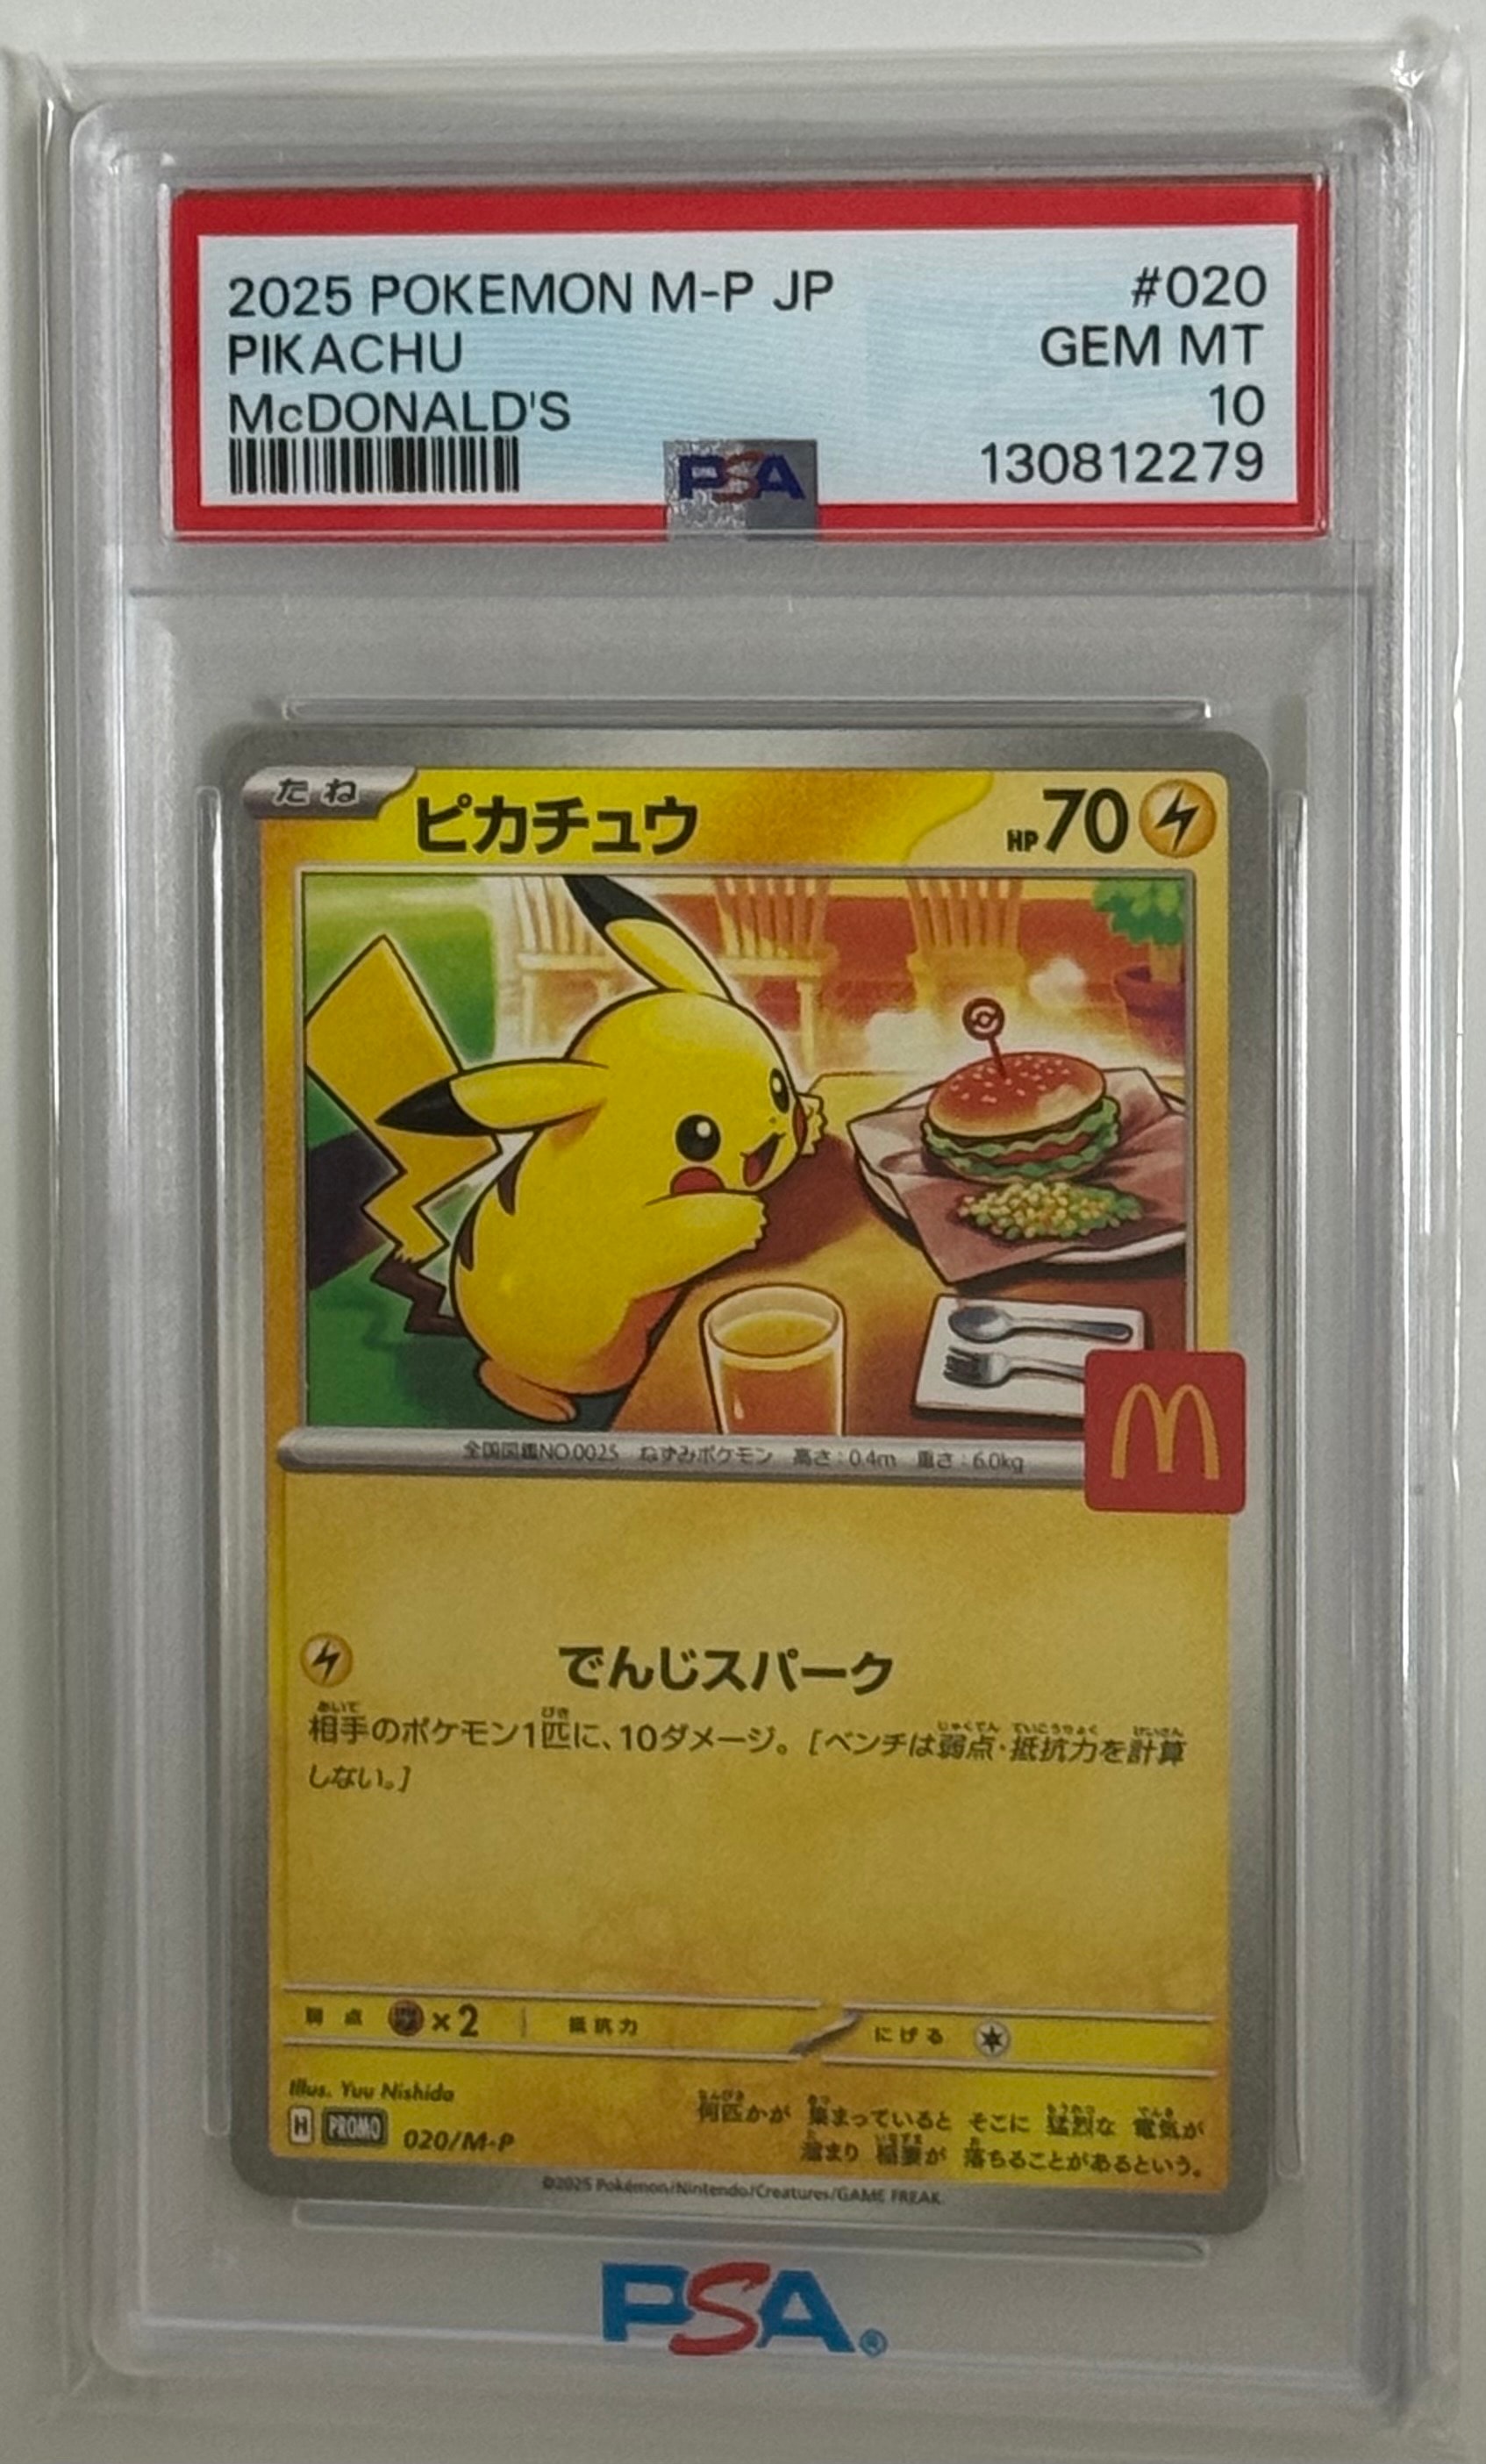 2025 POKEMON M-P JP #020
PIKACHU GEM MT
McDONALD'S 10
PSA 130812279
たね ピカチュウ HP70
全国図鑑NO.0025 ねずみポケモン 高さ:0.4m 重さ:6.0kg
でんじスパーク
相手のポケモン1匹に、10ダメージ。[ベンチは弱点・抵抗力を計算
しない。]
弱点 ×2 抵抗力 にげる
Illus. Yuu Nishida
何匹かが 集まっていると そこに 猛烈な 電気が
H PROMO 020/M-P
溜まり 稲妻が 落ちることがあるという。
©2025 Pokémon/Nintendo/Creatures/GAME FREAK
PSA®